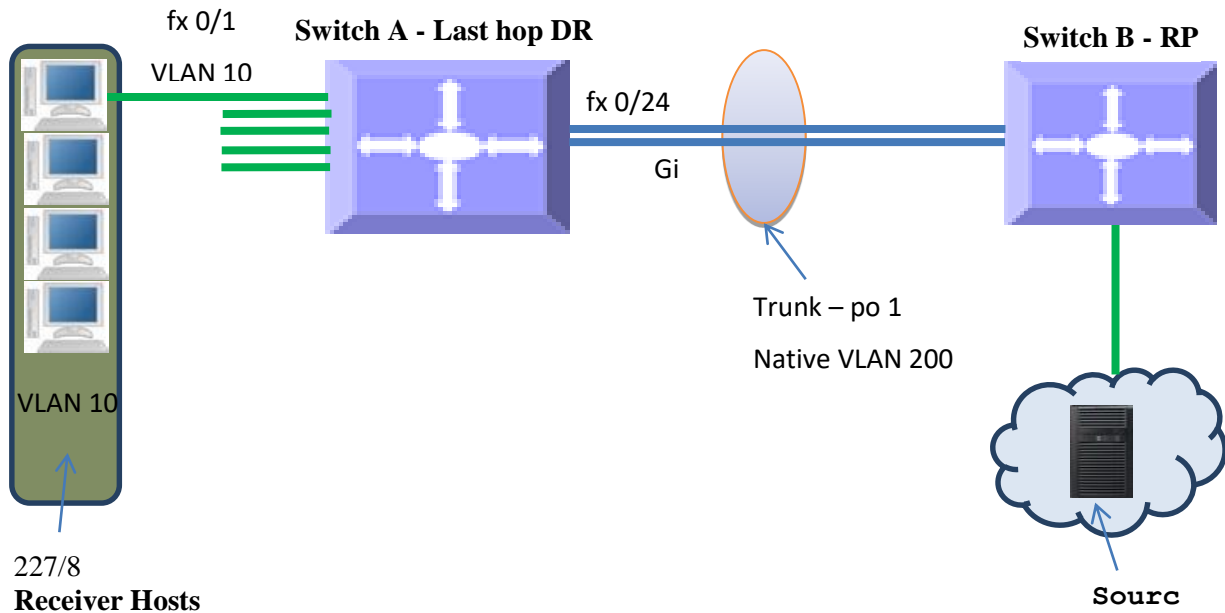 fx 0/1
VLAN 10
Switch A - Last hop DR
Switch B - RP
fx 0/24
Gi
Trunk – po 1
Native VLAN 200
VLAN 10
227/8
Receiver Hosts
Sourc